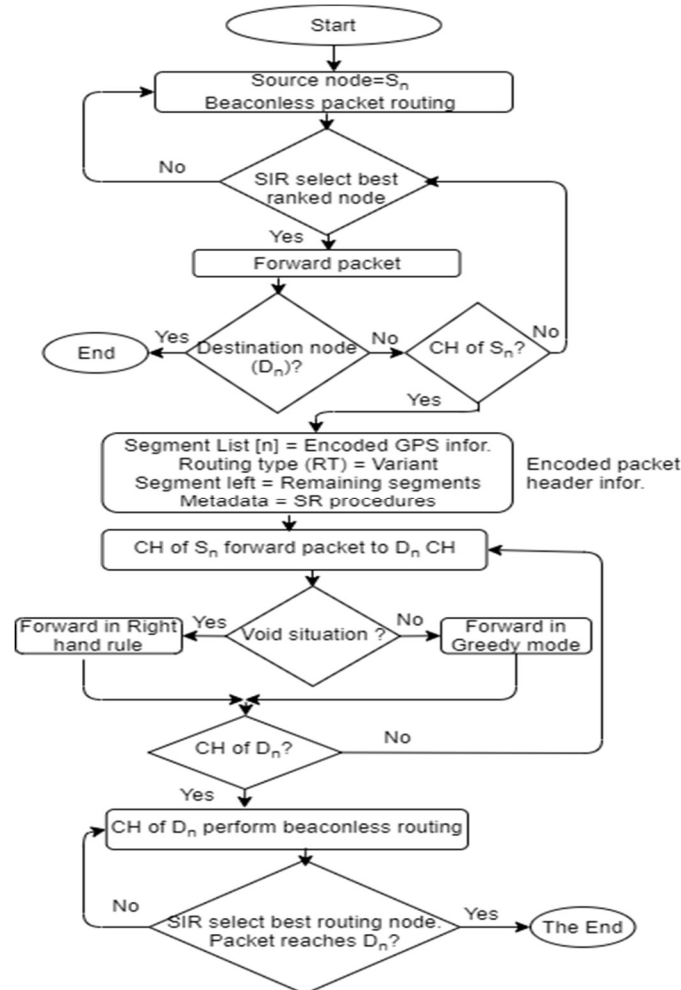 Start
Source node=Sₙ
Beaconless packet routing
No
SIR select best
ranked node
Yes
Forward packet
Yes
No
No
End
Destination node
(Dₙ)?
CH of Sₙ?
Yes
Segment List [n] = Encoded GPS infor.
Routing type (RT) = Variant
Segment left = Remaining segments
Metadata = SR procedures
Encoded packet
header infor.
CH of Sₙ forward packet to Dₙ CH
Forward in Right
hand rule
Yes
Void situation ?
No
Forward in
Greedy mode
CH of Dₙ?
No
Yes
CH of Dₙ perform beaconless routing
No
SIR select best routing node.
Packet reaches Dₙ?
Yes
The End